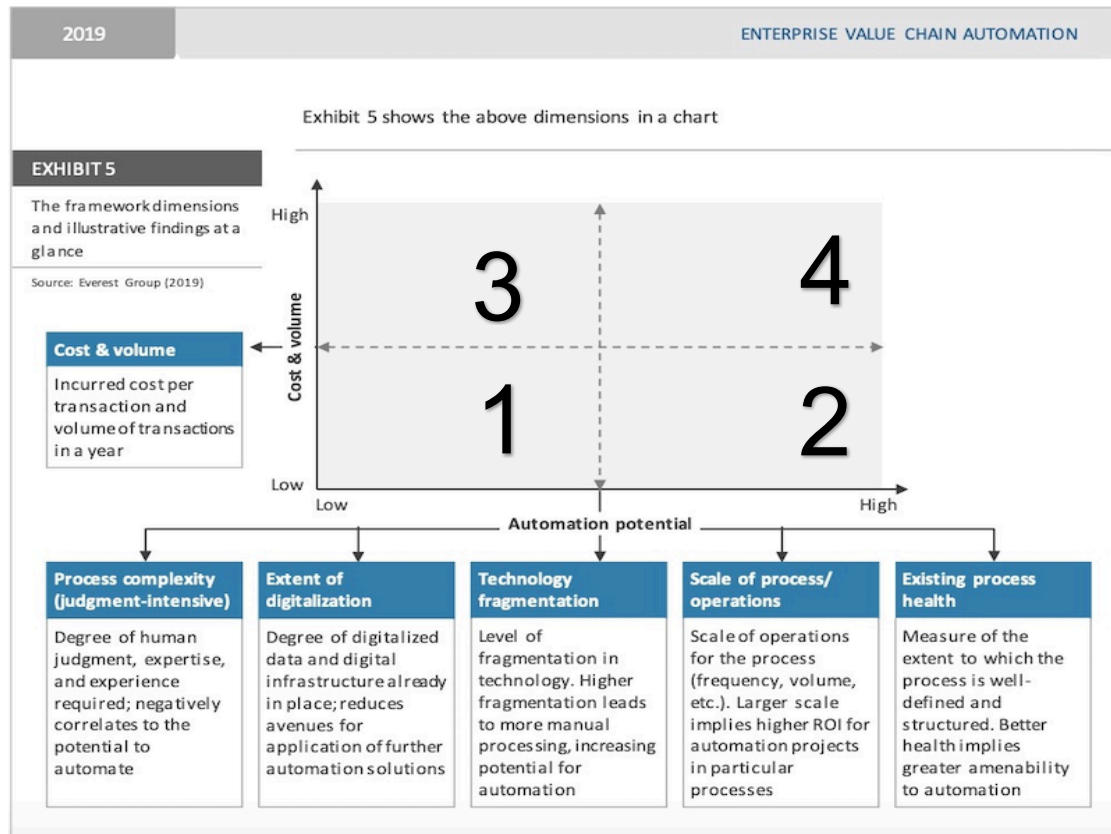 2019
ENTERPRISE VALUE CHAIN AUTOMATION
Exhibit 5 shows the above dimensions in a chart
EXHIBIT 5
The framework dimensions
and illustrative findings at a
glance
Source: Everest Group (2019)
High
Cost & volume
3
4
1
2
Low
Low
High
Automation potential
Cost & volume
Incurred cost per
transaction and
volume of transactions
in a year
Process complexity
(judgment-intensive)
Degree of human
judgment, expertise,
and experience
required; negatively
correlates to the
potential to
automate
Extent of
digitalization
Degree of digitalized
data and digital
infrastructure already
in place; reduces
avenues for
application of further
automation solutions
Technology
fragmentation
Level of
fragmentation in
technology. Higher
fragmentation leads
to more manual
processing, increasing
potential for
automation
Scale of process/
operations
Scale of operations
for the process
(frequency, volume,
etc.). Larger scale
implies higher ROI for
automation projects
in particular
processes
Existing process
health
Measure of the
extent to which the
process is well-
defined and
structured. Better
health implies
greater amenability
to automation